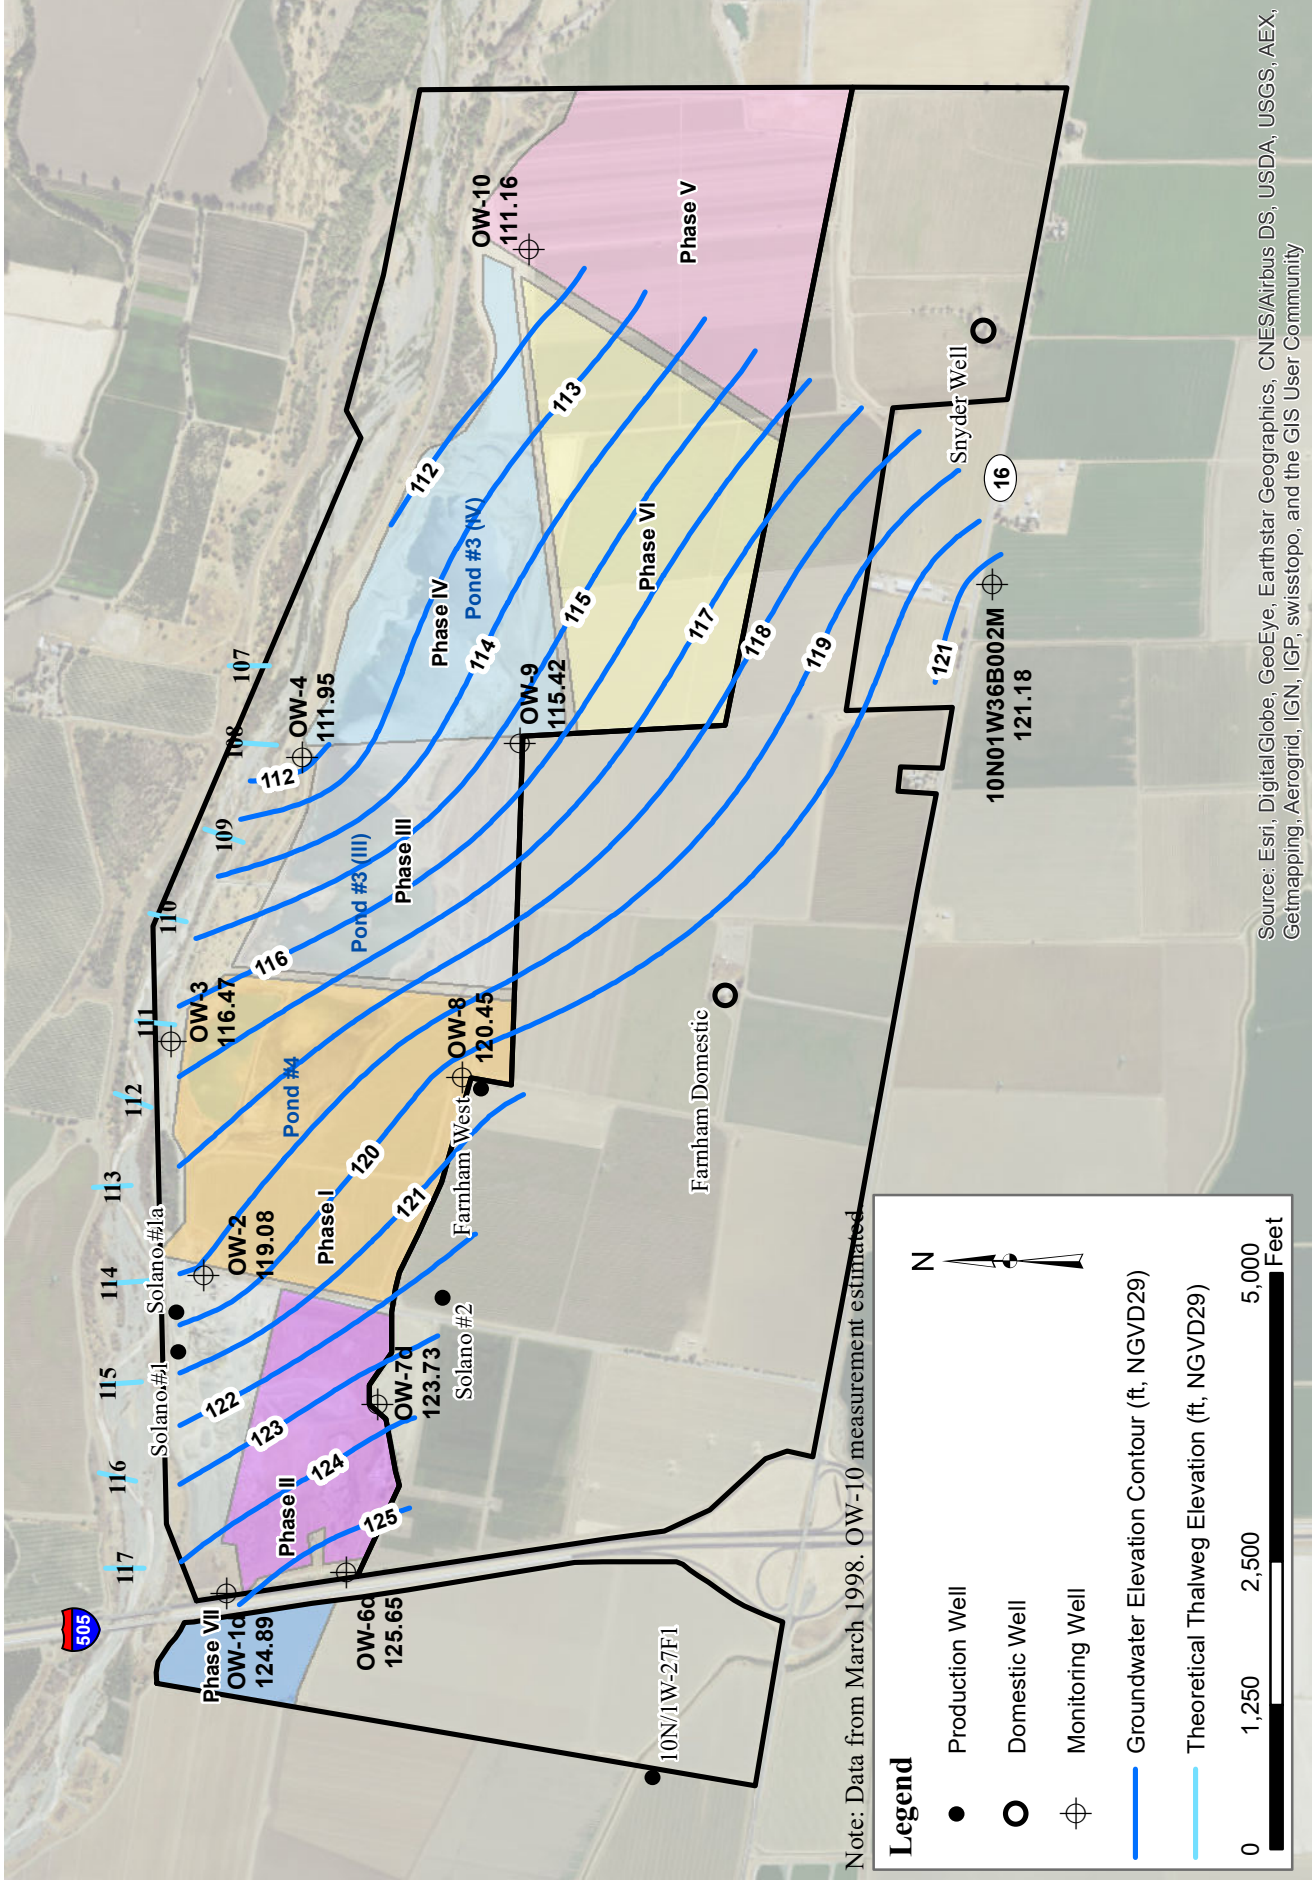 505
117
116
115
114
113
112
111
110
109
108
107
Solano #1
Solano #1a
Phase VII
OW-1d
124.89
OW-6d
125.65
Phase II
125
124
123
122
OW-7d
123.73
Solano #2
OW-2
119.08
Phase I
121
120
Pond #4
Farnham West
OW-8
120.45
OW-3
116.47
116
Pond #3 (III)
Phase III
112
OW-4
111.95
OW-9
115.42
Phase IV
Pond #3 (IV)
112
113
114
115
Phase VI
117
118
119
121
OW-10
111.16
Phase V
Snyder Well
16
10N01W36B002M
121.18
Farnham Domestic
10N/1W-27F1
Note: Data from March 1998. OW-10 measurement estimated.
Legend
Production Well
Domestic Well
Monitoring Well
Groundwater Elevation Contour (ft, NGVD29)
Theoretical Thalweg Elevation (ft, NGVD29)
N
0 1,250 2,500 5,000
Feet
Source: Esri, DigitalGlobe, GeoEye, Earthstar Geographics, CNES/Airbus DS, USDA, USGS, AEX,
Getmapping, Aerogrid, IGN, IGP, swisstopo, and the GIS User Community